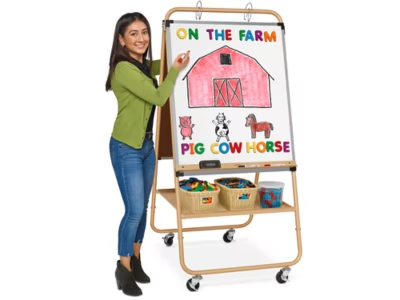 ON THE FARM
PIG COW HORSE